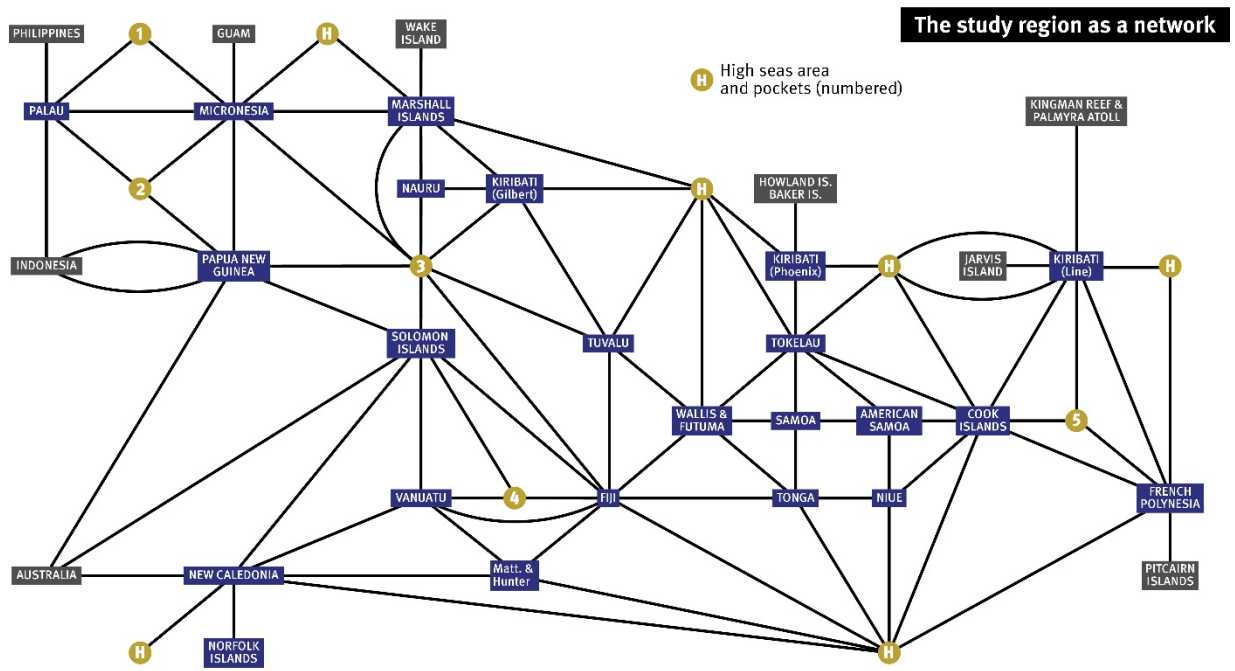 The study region as a network
PHILIPPINES
1
GUAM
H
WAKE
ISLAND
H
High seas area
and pockets (numbered)
PALAU
MICRONESIA
MARSHALL
ISLANDS
KINGMAN REEF &
PALMYRA ATOLL
2
NAURU
KIRIBATI
(Gilbert)
H
HOWLAND IS.
BAKER IS.
INDONESIA
PAPUA NEW
GUINEA
3
KIRIBATI
(Phoenix)
H
JARVIS
ISLAND
KIRIBATI
(Line)
H
SOLOMON
ISLANDS
TUVALU
TOKELAU
WALLIS &
FUTUMA
SAMOA
AMERICAN
SAMOA
COOK
ISLANDS
5
VANUATU
4
FIJI
TONGA
NIUE
FRENCH
POLYNESIA
AUSTRALIA
NEW CALEDONIA
Matt. &
Hunter
PITCAIRN
ISLANDS
H
NORFOLK
ISLANDS
H